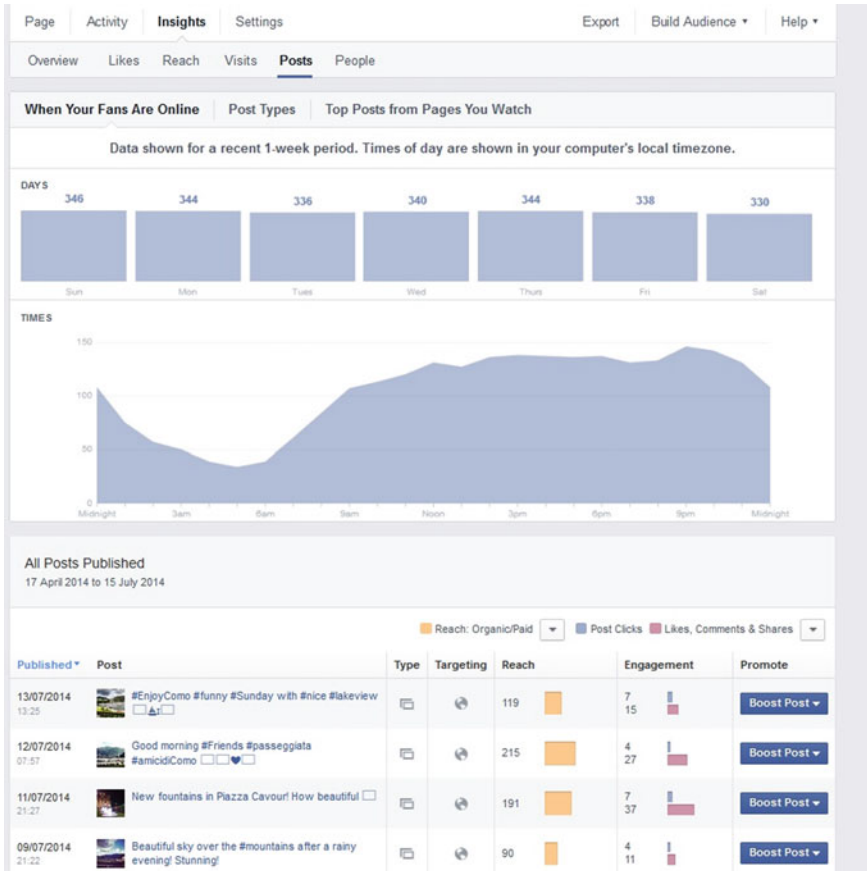 Page Activity Insights Settings Export Build Audience Help
Overview Likes Reach Visits Posts People
When Your Fans Are Online Post Types Top Posts from Pages You Watch
Data shown for a recent 1-week period. Times of day are shown in your computer's local timezone.
DAYS
346 344 336 340 344 338 330
Sun Mon Tues Wed Thurs Fri Sat
TIMES
150
100
50
0
Midnight 3am 6am 9am Noon 3pm 6pm 9pm Midnight
All Posts Published
17 April 2014 to 15 July 2014
Reach: Organic/Paid Post Clicks Likes, Comments & Shares
Published Post Type Targeting Reach Engagement Promote
13/07/2014 #EnjoyComo #funny #Sunday with #nice #lakeview 119 7 Boost Post
13:25 15
12/07/2014 Good morning #Friends #passeggiata 215 4 Boost Post
07:57 #amicidiComo ♥ 27
11/07/2014 New fountains in Piazza Cavour! How beautiful 191 7 Boost Post
21:27 37
09/07/2014 Beautiful sky over the #mountains after a rainy 90 4 Boost Post
21:22 evening! Stunning! 11